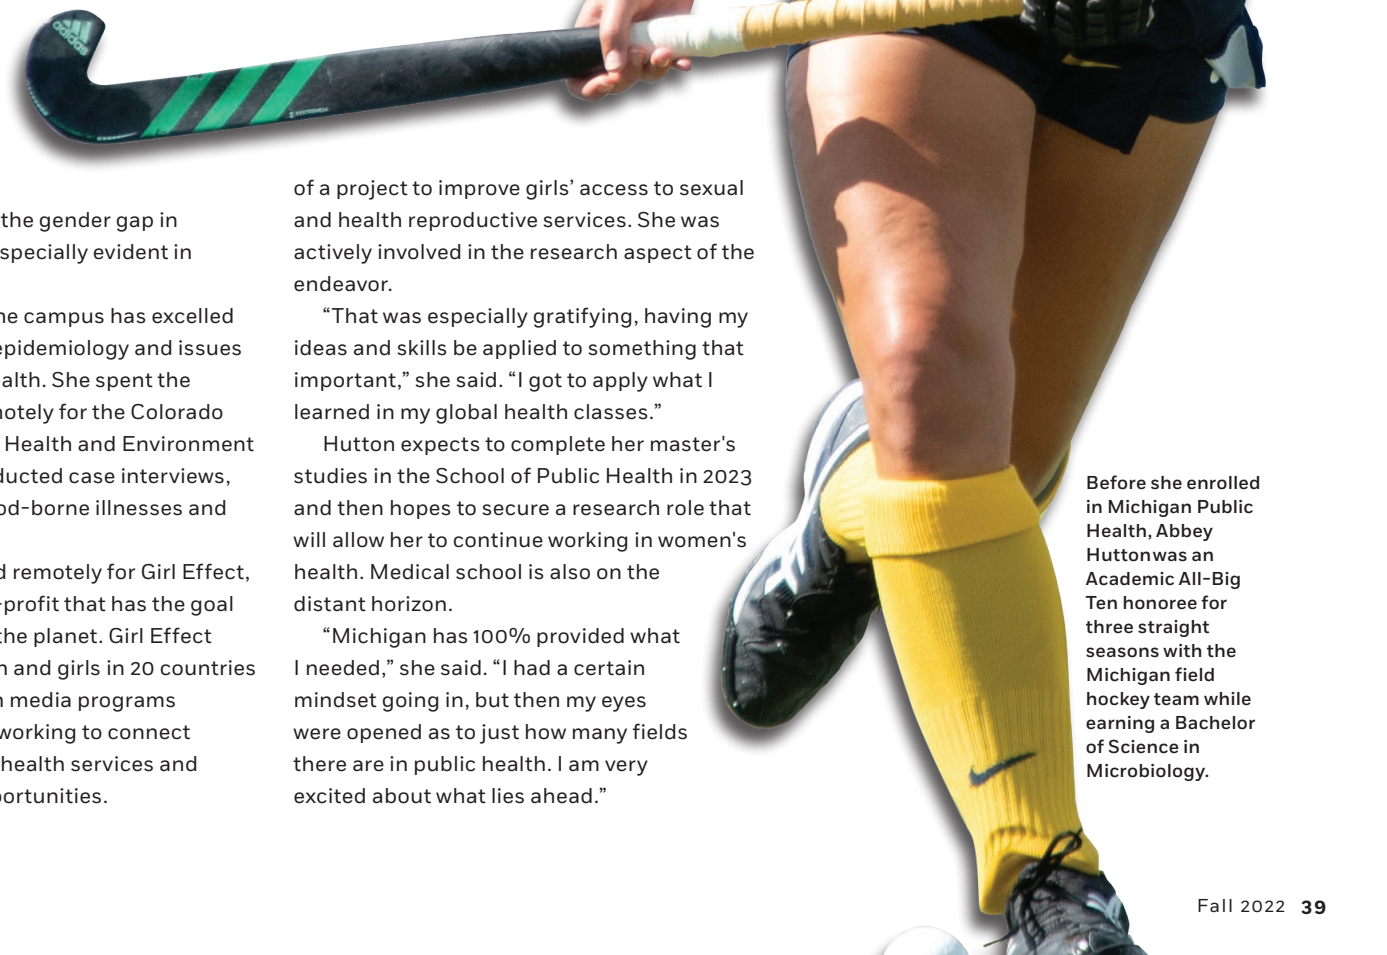 adidas
the gender gap in
specially evident in
ne campus has excelled
epidemiology and issues
alth. She spent the
notely for the Colorado
Health and Environment
ducted case interviews,
od-borne illnesses and
d remotely for Girl Effect,
-profit that has the goal
the planet. Girl Effect
n and girls in 20 countries
n media programs
working to connect
health services and
portunities.
of a project to improve girls’ access to sexual
and health reproductive services. She was
actively involved in the research aspect of the
endeavor.
“That was especially gratifying, having my
ideas and skills be applied to something that
important,” she said. “I got to apply what I
learned in my global health classes.”
Hutton expects to complete her master's
studies in the School of Public Health in 2023
and then hopes to secure a research role that
will allow her to continue working in women's
health. Medical school is also on the
distant horizon.
“Michigan has 100% provided what
I needed,” she said. “I had a certain
mindset going in, but then my eyes
were opened as to just how many fields
there are in public health. I am very
excited about what lies ahead.”
Before she enrolled
in Michigan Public
Health, Abbey
Huttonwas an
Academic All-Big
Ten honoree for
three straight
seasons with the
Michigan field
hockey team while
earning a Bachelor
of Science in
Microbiology.
Fall 2022 39